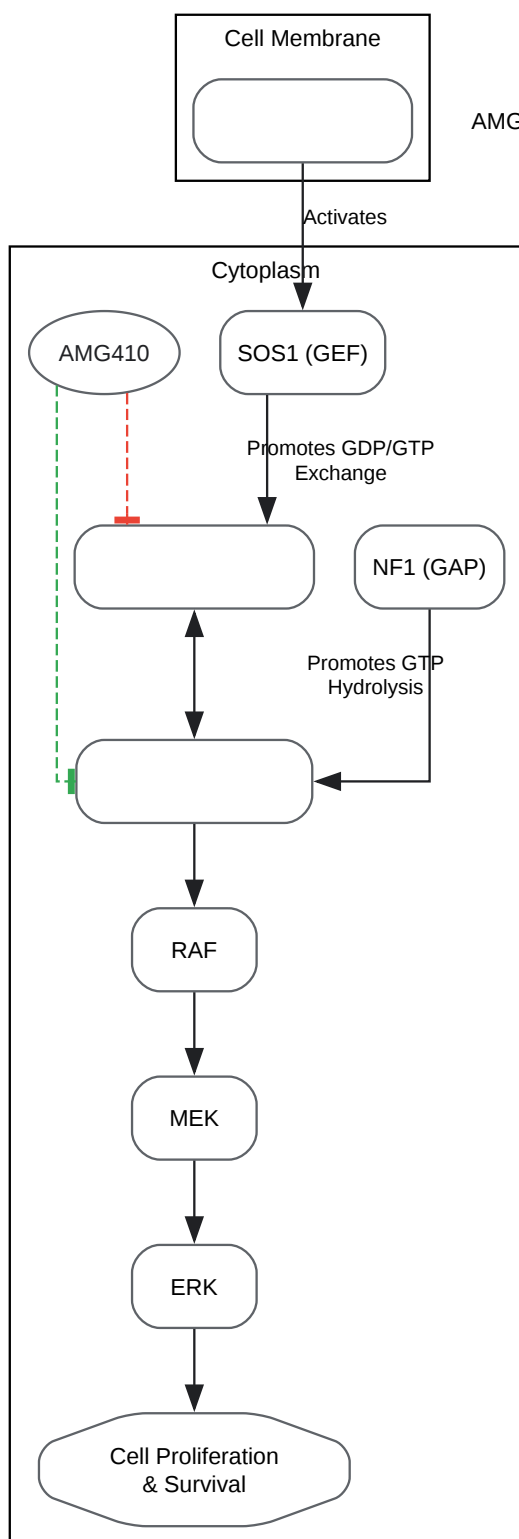 Cell Membrane
AMG
Activates
Cytoplasm
AMG410
SOS1 (GEF)
Promotes GDP/GTP
Exchange
NF1 (GAP)
Promotes GTP
Hydrolysis
RAF
MEK
ERK
Cell Proliferation
& Survival